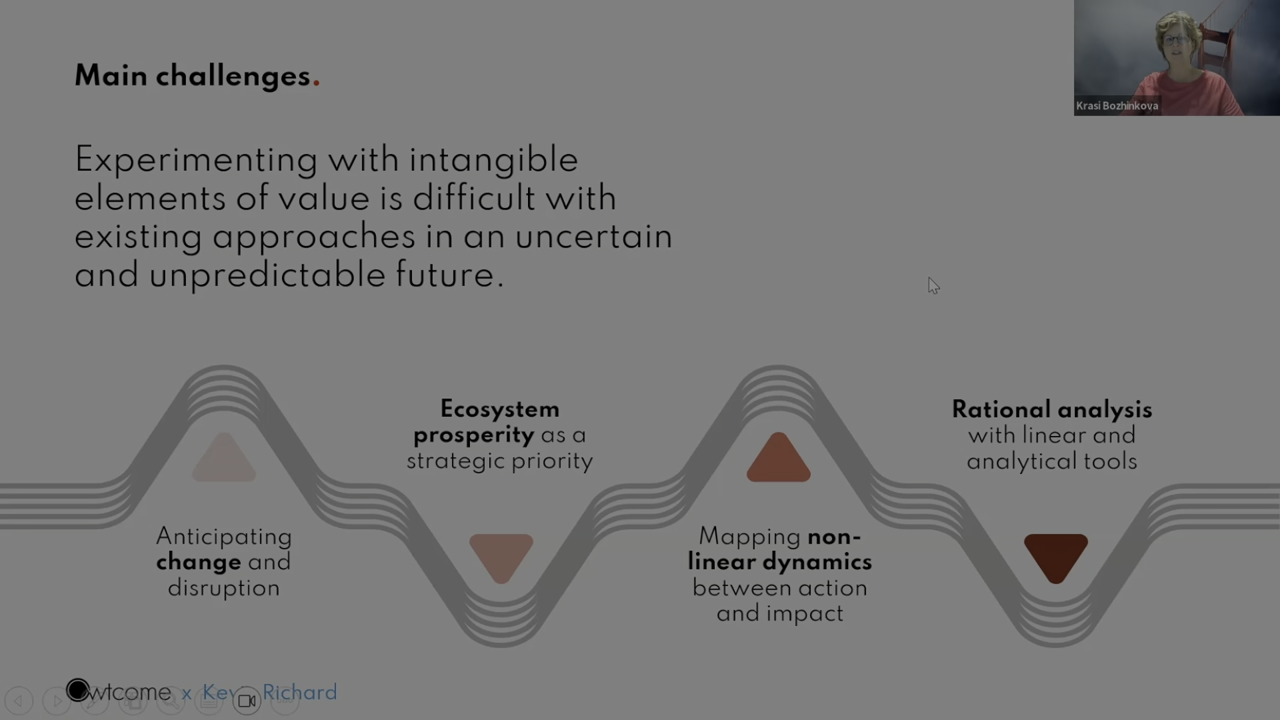 Main challenges.
Krasi Bozhinkova
Experimenting with intangible
elements of value is difficult with
existing approaches in an uncertain
and unpredictable future.
Anticipating
change and
disruption
Ecosystem
prosperity as a
strategic priority
Mapping non-
linear dynamics
between action
and impact
Rational analysis
with linear and
analytical tools
wtcome x Richard